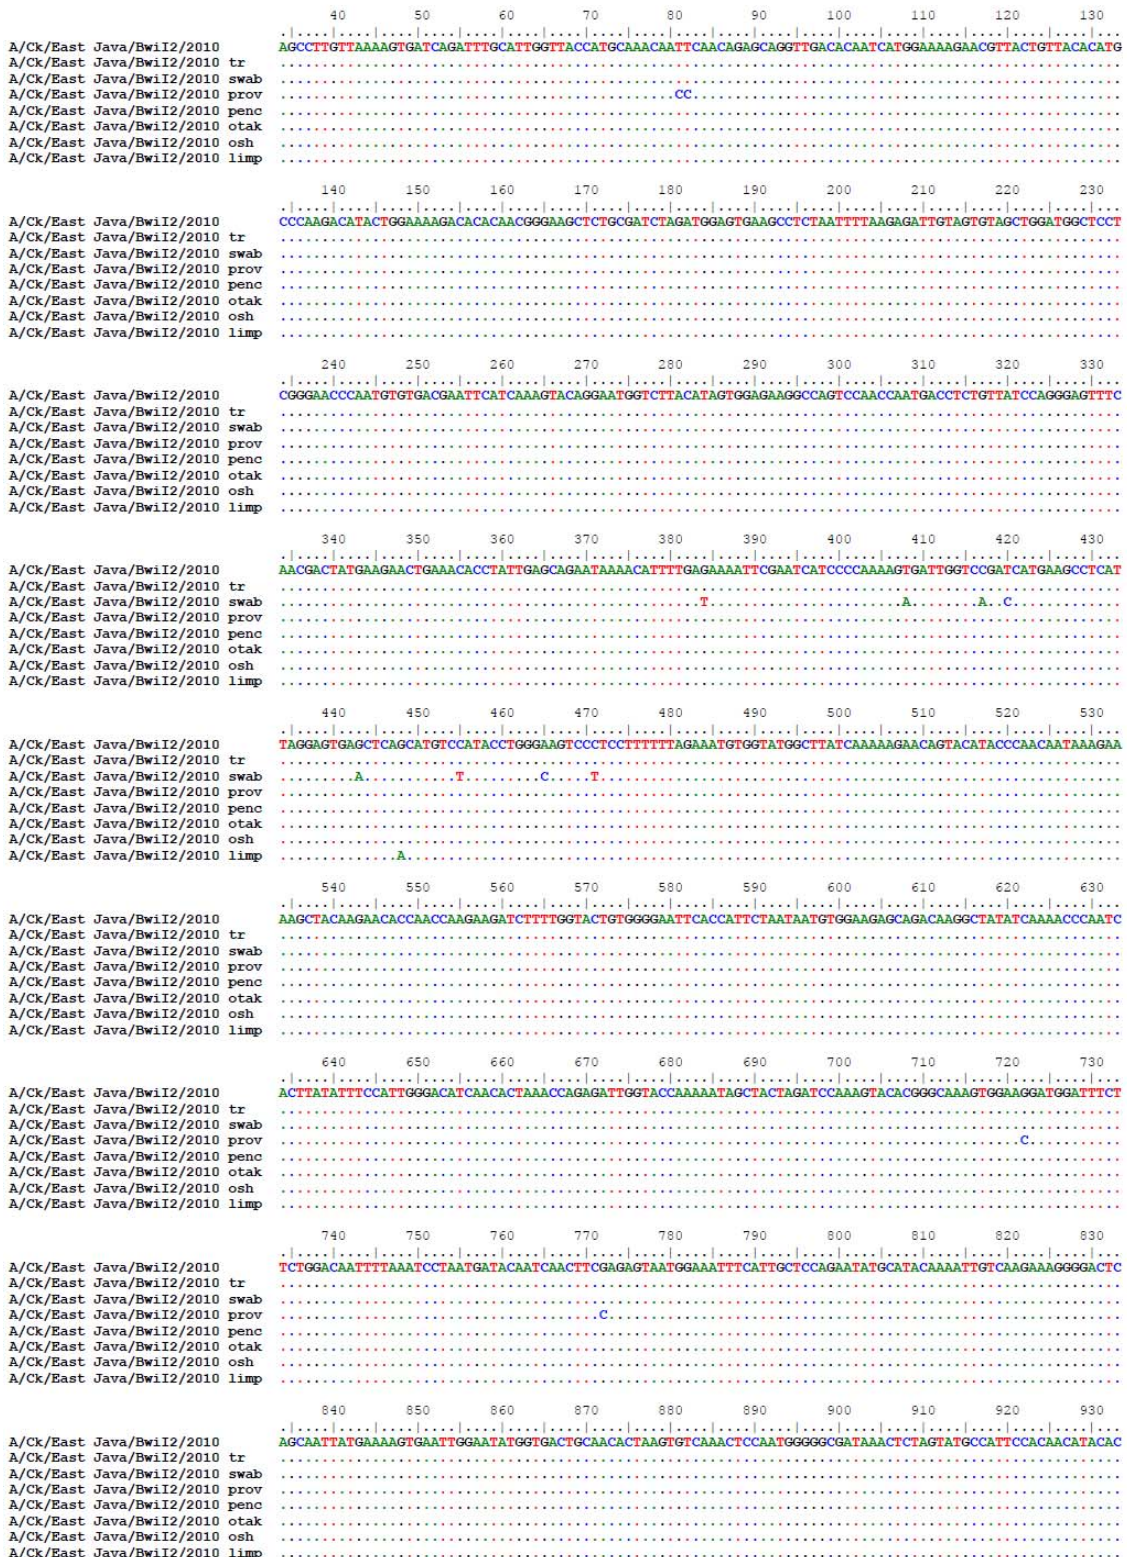 40 50 60 70 80 90 100 110 120 130
A/Ck/East Java/BwiI2/2010 AGCCTTGTTAAAAGTGATCAGATTTGCATTGGTTACCATGCAAACAATTCAACAGAGCAGGTTGACACAATCATGGAAAAGAACGTTACTGTTACACATG
A/Ck/East Java/BwiI2/2010 tr
A/Ck/East Java/BwiI2/2010 swab
A/Ck/East Java/BwiI2/2010 prov CC
A/Ck/East Java/BwiI2/2010 penc
A/Ck/East Java/BwiI2/2010 otak
A/Ck/East Java/BwiI2/2010 osh
A/Ck/East Java/BwiI2/2010 limp
140 150 160 170 180 190 200 210 220 230
A/Ck/East Java/BwiI2/2010 CCCAAGACATACTGGAAAAGACACACAACGGGAAGCTCTGCGATCTAGATGGAGTGAAGCCTCTAATTTTAAGAGATTGTAGTGTAGCTGGATGGCTCCT
A/Ck/East Java/BwiI2/2010 tr
A/Ck/East Java/BwiI2/2010 swab
A/Ck/East Java/BwiI2/2010 prov
A/Ck/East Java/BwiI2/2010 penc
A/Ck/East Java/BwiI2/2010 otak
A/Ck/East Java/BwiI2/2010 osh
A/Ck/East Java/BwiI2/2010 limp
240 250 260 270 280 290 300 310 320 330
A/Ck/East Java/BwiI2/2010 CGGGAACCCAATGTGTGACGAATTCATCAAAGTACAGGAATGGTCTTACATAGTGGAGAAGGCCAGTCCAACCAATGACCTCTGTTATCCAGGGAGTTTC
A/Ck/East Java/BwiI2/2010 tr
A/Ck/East Java/BwiI2/2010 swab
A/Ck/East Java/BwiI2/2010 prov
A/Ck/East Java/BwiI2/2010 penc
A/Ck/East Java/BwiI2/2010 otak
A/Ck/East Java/BwiI2/2010 osh
A/Ck/East Java/BwiI2/2010 limp
340 350 360 370 380 390 400 410 420 430
A/Ck/East Java/BwiI2/2010 AACGACTATGAAGAACTGAAACACCTATTGAGCAGAATAAAACATTTTGAGAAAATTCGAATCATCCCCAAAAGTGATTGGTCCGATCATGAAGCCTCAT
A/Ck/East Java/BwiI2/2010 tr
A/Ck/East Java/BwiI2/2010 swab T A A C
A/Ck/East Java/BwiI2/2010 prov
A/Ck/East Java/BwiI2/2010 penc
A/Ck/East Java/BwiI2/2010 otak
A/Ck/East Java/BwiI2/2010 osh
A/Ck/East Java/BwiI2/2010 limp
440 450 460 470 480 490 500 510 520 530
A/Ck/East Java/BwiI2/2010 TAGGAGTGAGCTCAGCATGTCCATACCTGGGAAGTCCCTCCTTTTTTAGAAATGTGGTATGGCTTATCAAAAAGAACAGTACATACCCAACAATAAAGAA
A/Ck/East Java/BwiI2/2010 tr
A/Ck/East Java/BwiI2/2010 swab A T C T
A/Ck/East Java/BwiI2/2010 prov
A/Ck/East Java/BwiI2/2010 penc
A/Ck/East Java/BwiI2/2010 otak
A/Ck/East Java/BwiI2/2010 osh
A/Ck/East Java/BwiI2/2010 limp A
540 550 560 570 580 590 600 610 620 630
A/Ck/East Java/BwiI2/2010 AAGCTACAAGAACACCAACCAAGAAGATCTTTTGGTACTGTGGGGAATTCACCATTCTAATAATGTGGAAGAGCAGACAAGGCTATATCAAAACCCAATC
A/Ck/East Java/BwiI2/2010 tr
A/Ck/East Java/BwiI2/2010 swab
A/Ck/East Java/BwiI2/2010 prov
A/Ck/East Java/BwiI2/2010 penc
A/Ck/East Java/BwiI2/2010 otak
A/Ck/East Java/BwiI2/2010 osh
A/Ck/East Java/BwiI2/2010 limp
640 650 660 670 680 690 700 710 720 730
A/Ck/East Java/BwiI2/2010 ACTTATATTTCCATTGGGACATCAACACTAAACCAGAGATTGGTACCAAAAATAGCTACTAGATCCAAAGTACACGGGCAAAGTGGAAGGATGGATTTCT
A/Ck/East Java/BwiI2/2010 tr
A/Ck/East Java/BwiI2/2010 swab
A/Ck/East Java/BwiI2/2010 prov C
A/Ck/East Java/BwiI2/2010 penc
A/Ck/East Java/BwiI2/2010 otak
A/Ck/East Java/BwiI2/2010 osh
A/Ck/East Java/BwiI2/2010 limp
740 750 760 770 780 790 800 810 820 830
A/Ck/East Java/BwiI2/2010 TCTGGACAATTTTAAATCCTAATGATACAATCAACTTCGAGAGTAATGGAAATTTCATTGCTCCAGAATATGCATACAAAATTGTCAAGAAAGGGGACTC
A/Ck/East Java/BwiI2/2010 tr
A/Ck/East Java/BwiI2/2010 swab
A/Ck/East Java/BwiI2/2010 prov C
A/Ck/East Java/BwiI2/2010 penc
A/Ck/East Java/BwiI2/2010 otak
A/Ck/East Java/BwiI2/2010 osh
A/Ck/East Java/BwiI2/2010 limp
840 850 860 870 880 890 900 910 920 930
A/Ck/East Java/BwiI2/2010 AGCAATTATGAAAAGTGAATTGGAATATGGTGACTGCAACACTAAGTGTCAAACTCCAATGGGGGCGATAAACTCTAGTATGCCATTCCACAACATACAC
A/Ck/East Java/BwiI2/2010 tr
A/Ck/East Java/BwiI2/2010 swab
A/Ck/East Java/BwiI2/2010 prov
A/Ck/East Java/BwiI2/2010 penc
A/Ck/East Java/BwiI2/2010 otak
A/Ck/East Java/BwiI2/2010 osh
A/Ck/East Java/BwiI2/2010 limp